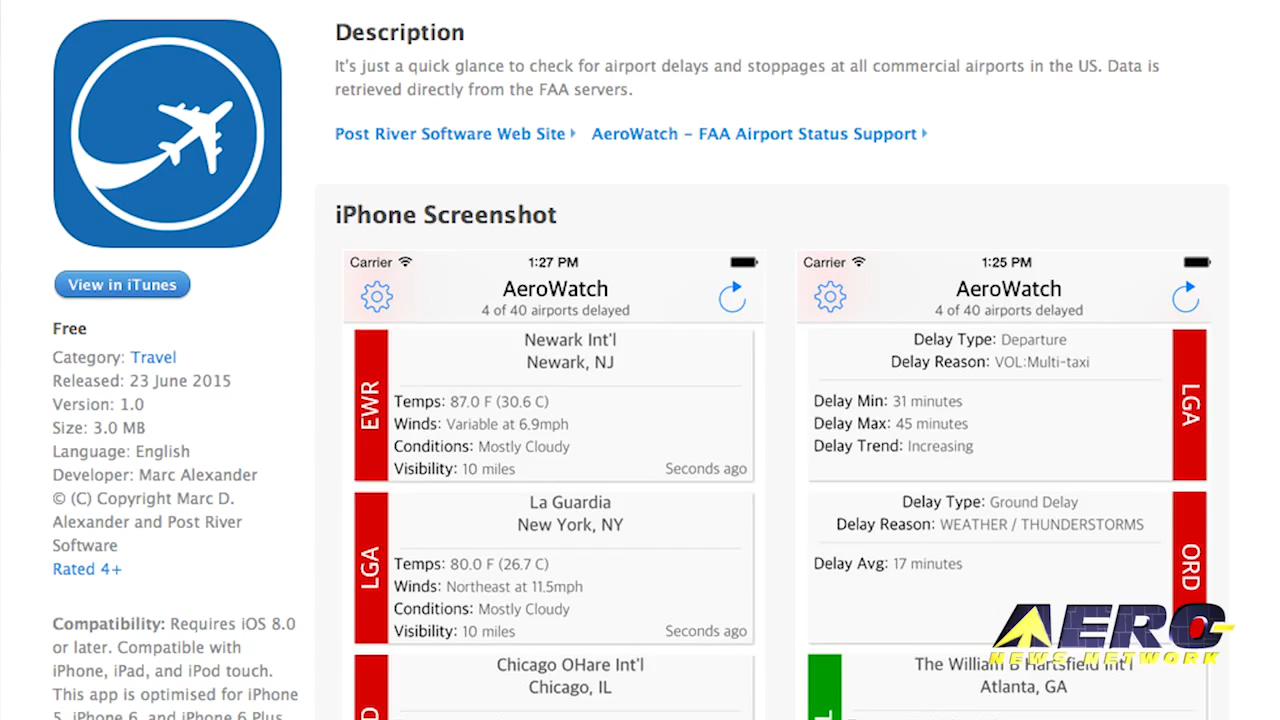 Description
It's just a quick glance to check for airport delays and stoppages at all commercial airports in the US. Data is
retrieved directly from the FAA servers.
Post River Software Web Site
AeroWatch – FAA Airport Status Support
View in iTunes
Free
Category: Travel
Released: 23 June 2015
Version: 1.0
Size: 3.0 MB
Language: English
Developer: Marc Alexander
© (C) Copyright Marc D.
Alexander and Post River
Software
Rated 4+
Compatibility: Requires iOS 8.0
or later. Compatible with
iPhone, iPad, and iPod touch.
This app is optimised for iPhone
5, iPhone 6, and iPhone 6 Plus
iPhone Screenshot
Carrier 1:27 PM
AeroWatch
4 of 40 airports delayed
EWR
Newark Int'l
Newark, NJ
Temps: 87.0 F (30.6 C)
Winds: Variable at 6.9mph
Conditions: Mostly Cloudy
Visibility: 10 miles Seconds ago
LGA
La Guardia
New York, NY
Temps: 80.0 F (26.7 C)
Winds: Northeast at 11.5mph
Conditions: Mostly Cloudy
Visibility: 10 miles Seconds ago
Chicago OHare Int'l
Chicago, IL
Carrier 1:25 PM
AeroWatch
4 of 40 airports delayed
Delay Type: Departure
Delay Reason: VOL:Multi-taxi
Delay Min: 31 minutes
Delay Max: 45 minutes
Delay Trend: Increasing
LGA
Delay Type: Ground Delay
Delay Reason: WEATHER / THUNDERSTORMS
Delay Avg: 17 minutes
ORD
The William B Hartsfield Int'l
Atlanta, GA
AERO
NEWS NETWORK